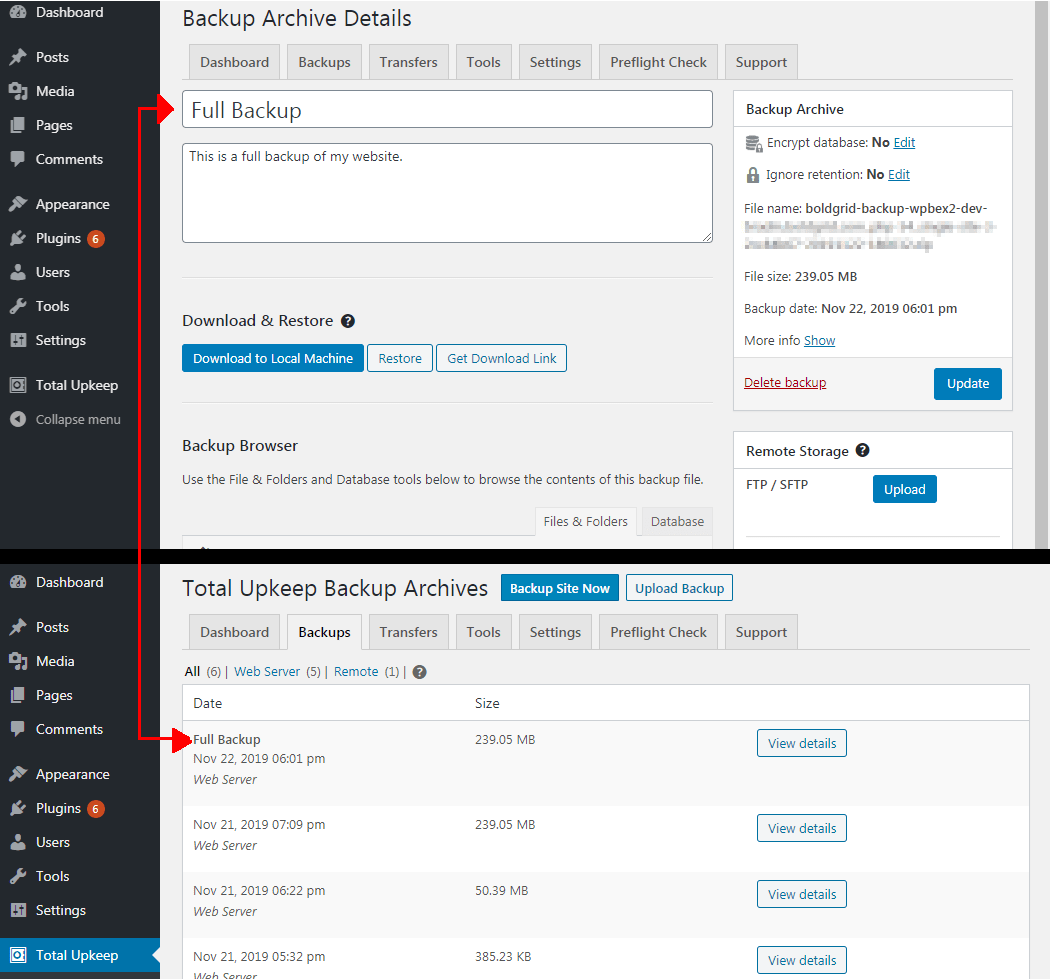 Dashboard
Posts
Media
Pages
Comments
Appearance
Plugins 6
Users
Tools
Settings
Total Upkeep
Collapse menu
Backup Archive Details
Dashboard Backups Transfers Tools Settings Preflight Check Support
Full Backup
This is a full backup of my website.
Download & Restore ?
Download to Local Machine Restore Get Download Link
Backup Browser
Use the File & Folders and Database tools below to browse the contents of this backup file.
Files & Folders Database
Backup Archive
Encrypt database: No Edit
Ignore retention: No Edit
File name: boldgrid-backup-wpbex2-dev-
File size: 239.05 MB
Backup date: Nov 22, 2019 06:01 pm
More info Show
Delete backup Update
Remote Storage ?
FTP / SFTP Upload
Dashboard
Posts
Media
Pages
Comments
Appearance
Plugins 6
Users
Tools
Settings
Total Upkeep
Total Upkeep Backup Archives Backup Site Now Upload Backup
Dashboard Backups Transfers Tools Settings Preflight Check Support
All (6) | Web Server (5) | Remote (1) | ?
Date Size
Full Backup 239.05 MB View details
Nov 22, 2019 06:01 pm
Web Server
Nov 21, 2019 07:09 pm 239.05 MB View details
Web Server
Nov 21, 2019 06:22 pm 50.39 MB View details
Web Server
Nov 21, 2019 05:32 pm 385.23 KB View details
Web Server